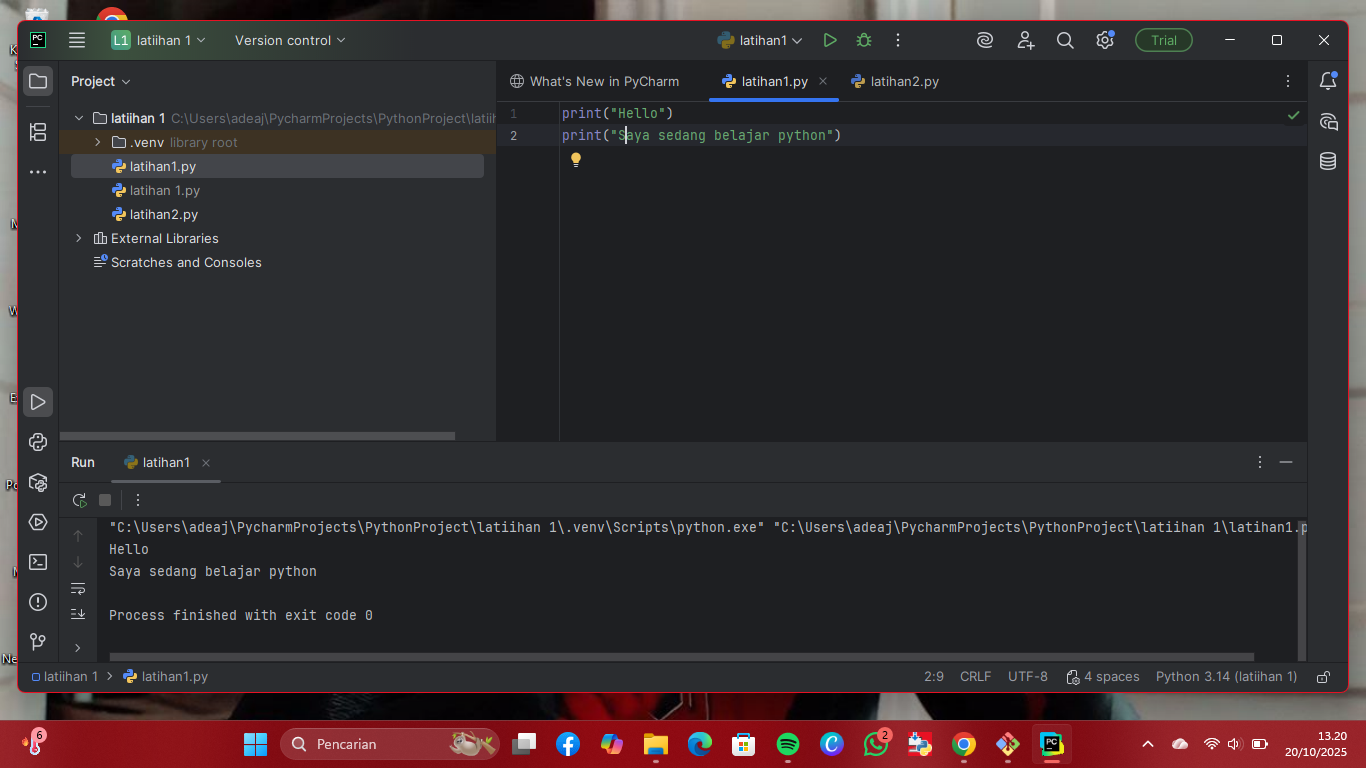 PC
L1 latiihan 1
Version control
latihan1
Trial
Project
What's New in PyCharm
latihan1.py
latihan2.py
latiihan 1 C:\Users\adeaj\PycharmProjects\PythonProject\latiih
.venv library root
latihan1.py
latihan 1.py
latihan2.py
External Libraries
Scratches and Consoles
1 print("Hello")
2 print("Saya sedang belajar python")
Run
latihan1
"C:\Users\adeaj\PycharmProjects\PythonProject\latiihan 1\.venv\Scripts\python.exe" "C:\Users\adeaj\PycharmProjects\PythonProject\latiihan 1\latihan1.p
Hello
Saya sedang belajar python
Process finished with exit code 0
latiihan 1 > latihan1.py
2:9 CRLF UTF-8 4 spaces Python 3.14 (latiihan 1)
6
Pencarian
2
PC
13.20
20/10/2025